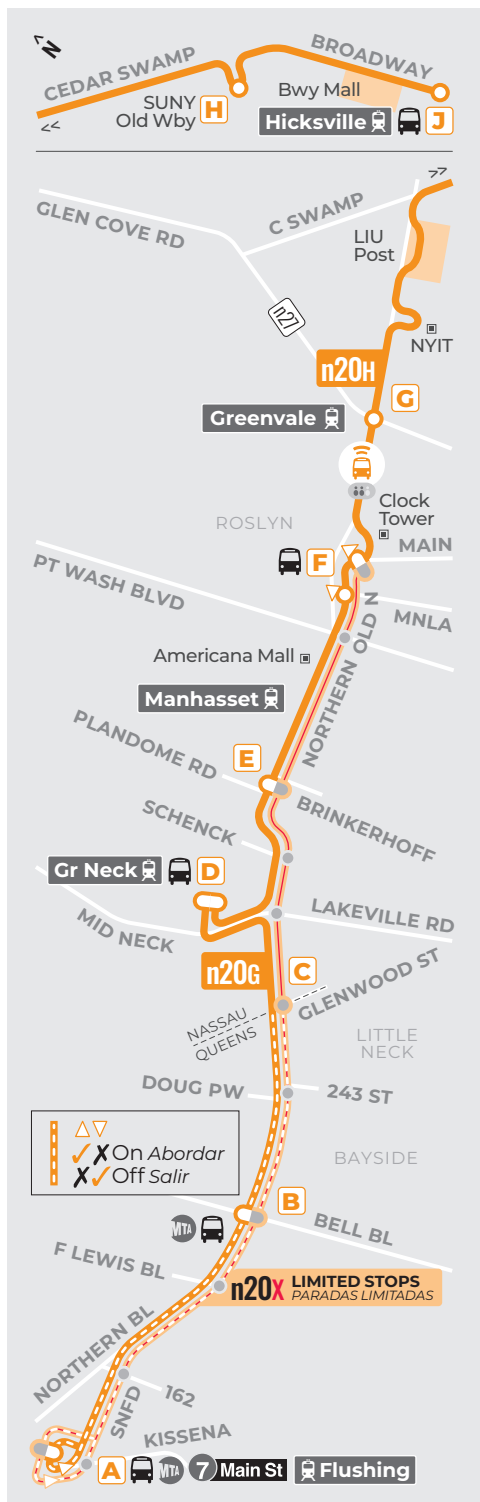 N
CEDAR SWAMP
BROADWAY
SUNY
Old Wby
H
Bwy Mall
<<
Hicksville
J
>>
GLEN COVE RD
C SWAMP
LIU
Post
n27
NYIT
n20H
G
Greenvale
Clock
Tower
ROSLYN
MAIN
F
PT WASH BLVD
MNLA
NORTHERN OLD N
Americana Mall
Manhasset
E
PLANDOME RD
BRINKERHOFF
SCHENCK
Gr Neck
D
MID NECK
LAKEVILLE RD
n20G
C
GLENWOOD ST
NASSAU
QUEENS
LITTLE
NECK
DOUG PW
243 ST
✓✗On Abordar
✗✓Off Salir
BAYSIDE
B
MTA
BELL BL
F LEWIS BL
n20X LIMITED STOPS
PARADAS LIMITADAS
NORTHERN BL
SNFD
162
KISSENA
A MTA 7 Main St Flushing